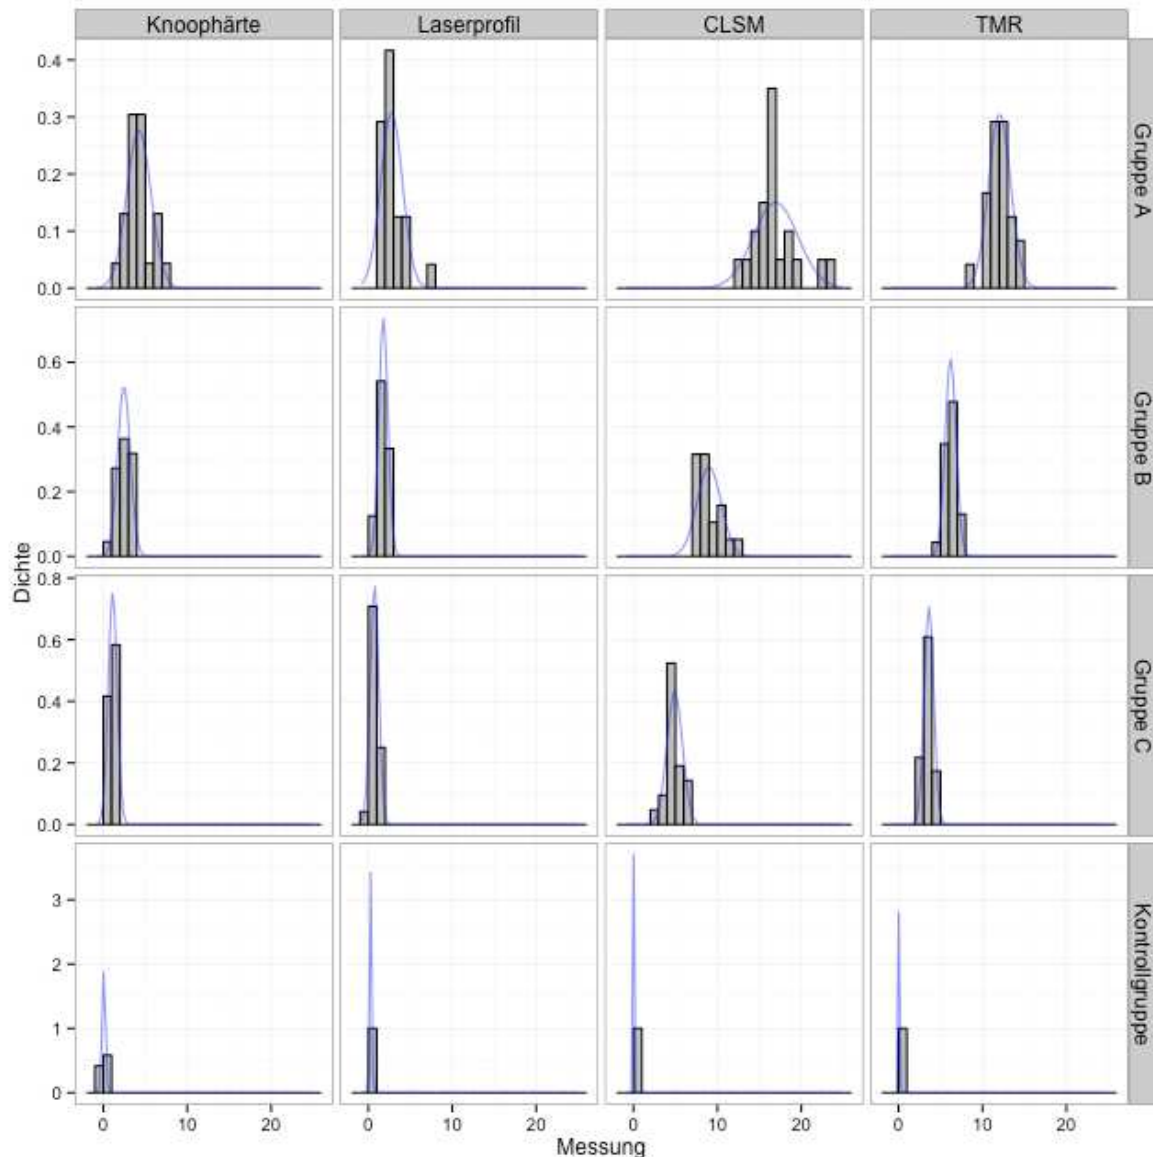 Knoophärte Laserprofil CLSM TMR
0.4
0.3
0.2
0.1
0.0
Gruppe A
0.6
0.4
0.2
0.0
Gruppe B
0.8
0.6
0.4
0.2
0.0
Gruppe C
3
2
1
0
Kontrollgruppe
0 10 20 0 10 20 0 10 20 0 10 20
Messung
Dichte